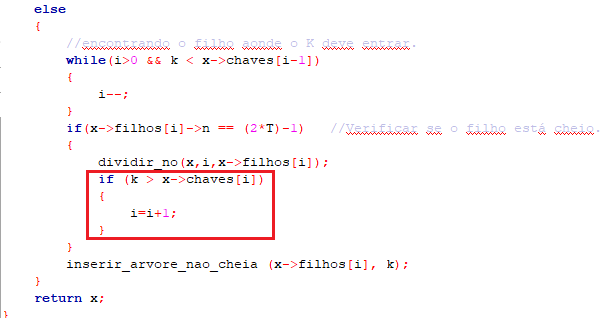 else
{
//encontrando o filho aonde o K deve entrar.
while(i>0 && k < x->chaves[i-1])
{
i--;
}
if(x->filhos[i]->n == (2*T)-1) //Verificar se o filho está cheio.
{
dividir_no(x,i,x->filhos[i]);
if (k > x->chaves[i])
{
i=i+1;
}
}
inserir_arvore_nao_cheia (x->filhos[i], k);
}
return x;
}